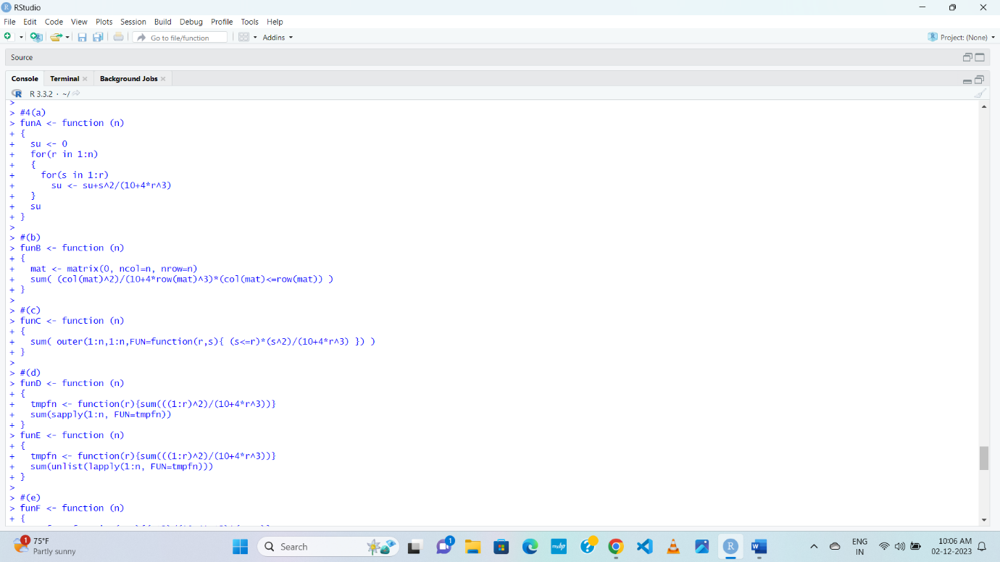 RStudio
File Edit Code View Plots Session Build Debug Profile Tools Help
Go to file/function Addins Project: (None)
Source
Console Terminal Background Jobs
R 3.3.2 · ~/
>
> #4(a)
> funA <- function (n)
+ {
+   su <- 0
+   for(r in 1:n)
+   {
+     for(s in 1:r)
+       su <- su+s^2/(10+4*r^3)
+   }
+   su
+ }
>
> #(b)
> funB <- function (n)
+ {
+   mat <- matrix(0, ncol=n, nrow=n)
+   sum( (col(mat)^2)/(10+4*row(mat)^3)*(col(mat)<=row(mat)) )
+ }
>
> #(c)
> funC <- function (n)
+ {
+   sum( outer(1:n,1:n,FUN=function(r,s){ (s<=r)*(s^2)/(10+4*r^3) }) )
+ }
>
> #(d)
> funD <- function (n)
+ {
+   tmpfn <- function(r){sum(((1:r)^2)/(10+4*r^3))}
+   sum(sapply(1:n, FUN=tmpfn))
+ }
> funE <- function (n)
+ {
+   tmpfn <- function(r){sum(((1:r)^2)/(10+4*r^3))}
+   sum(unlist(lapply(1:n, FUN=tmpfn)))
+ }
>
> #(e)
> funF <- function (n)
+ {
1 75°F
Partly sunny
Search
1
myhp
ENG
IN
10:06 AM
02-12-2023